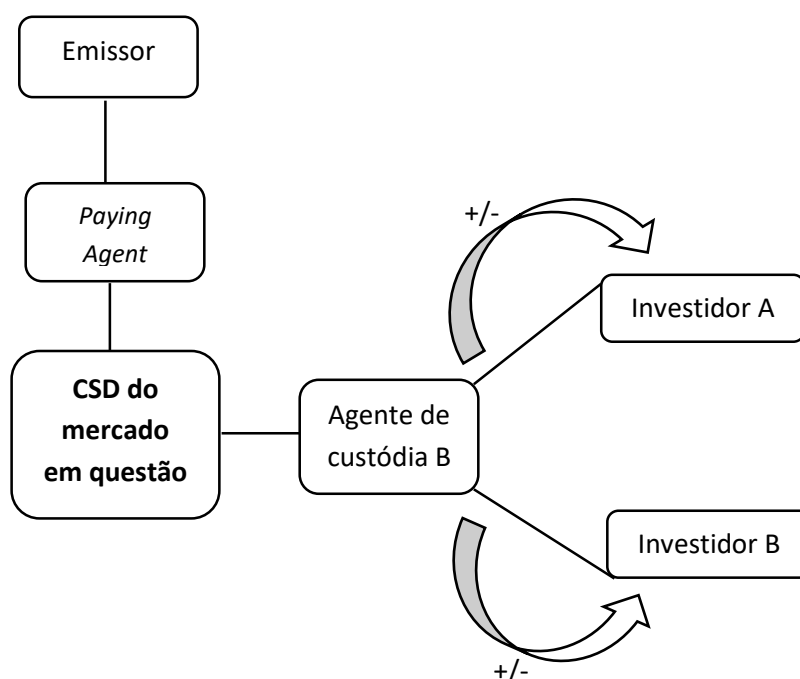 Emissor
Paying
Agent
CSD do
mercado
em questão
Agente de
custódia B
+/-
Investidor A
Investidor B
+/-